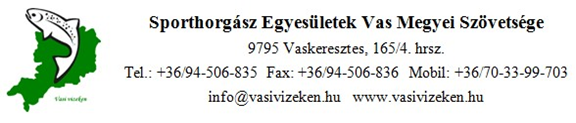 Sporthorgász Egyesületek Vas Megyei Szövetsége
9795 Vaskeresztes, 165/4. hrsz.
Tel.: +36/94-506-835 Fax: +36/94-506-836 Mobil: +36/70-33-99-703
info@vasivizeken.hu www.vasivizeken.hu
Vasi vizeken